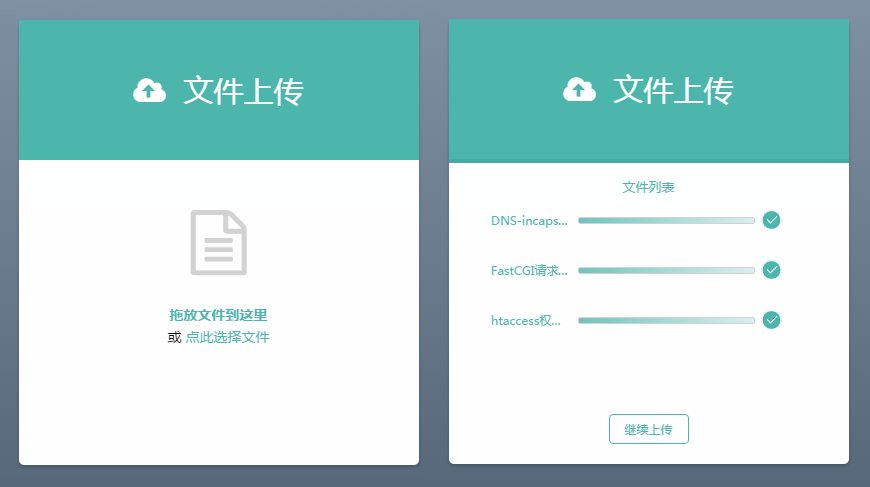 文件上传
拖放文件到这里
或 点此选择文件
文件上传
文件列表
DNS-incaps...
FastCGI请求...
htaccess权...
继续上传